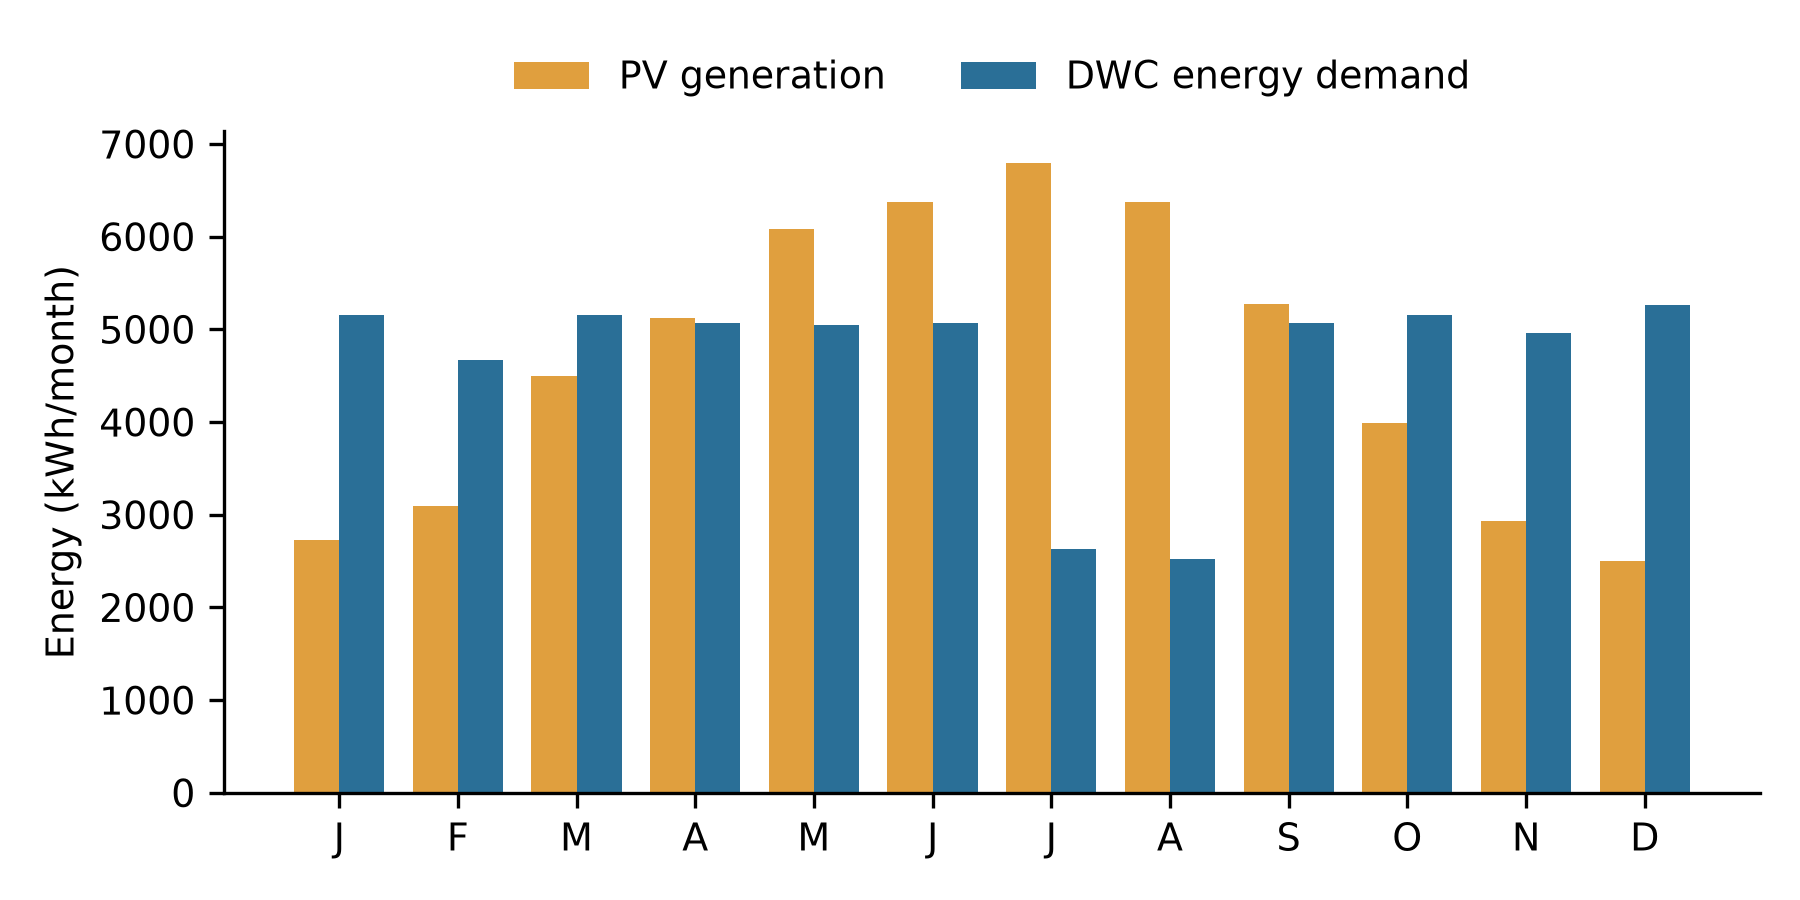 PV generation DWC energy demand
Energy (kWh/month)
7000
6000
5000
4000
3000
2000
1000
0
J F M A M J J A S O N D